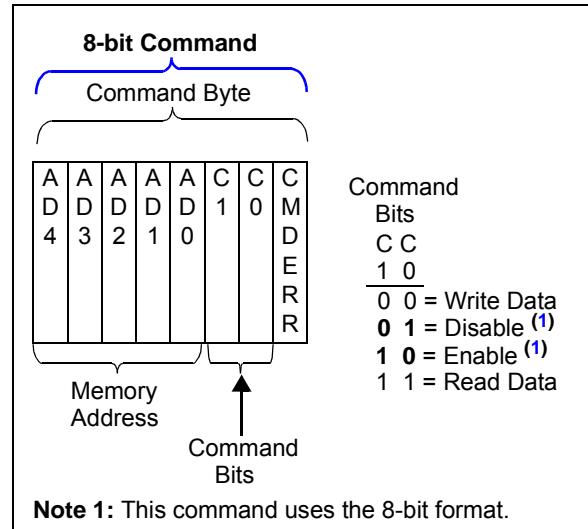 8-bit Command
Command Byte
A A A A A C C C
D D D D D 1 0 M
4 3 2 1 0 D
E
R
R
Memory
Address
Command
Bits
Command
Bits
C C
1 0
0 0 = Write Data
0 1 = Disable (1)
1 0 = Enable (1)
1 1 = Read Data
Note 1: This command uses the 8-bit format.